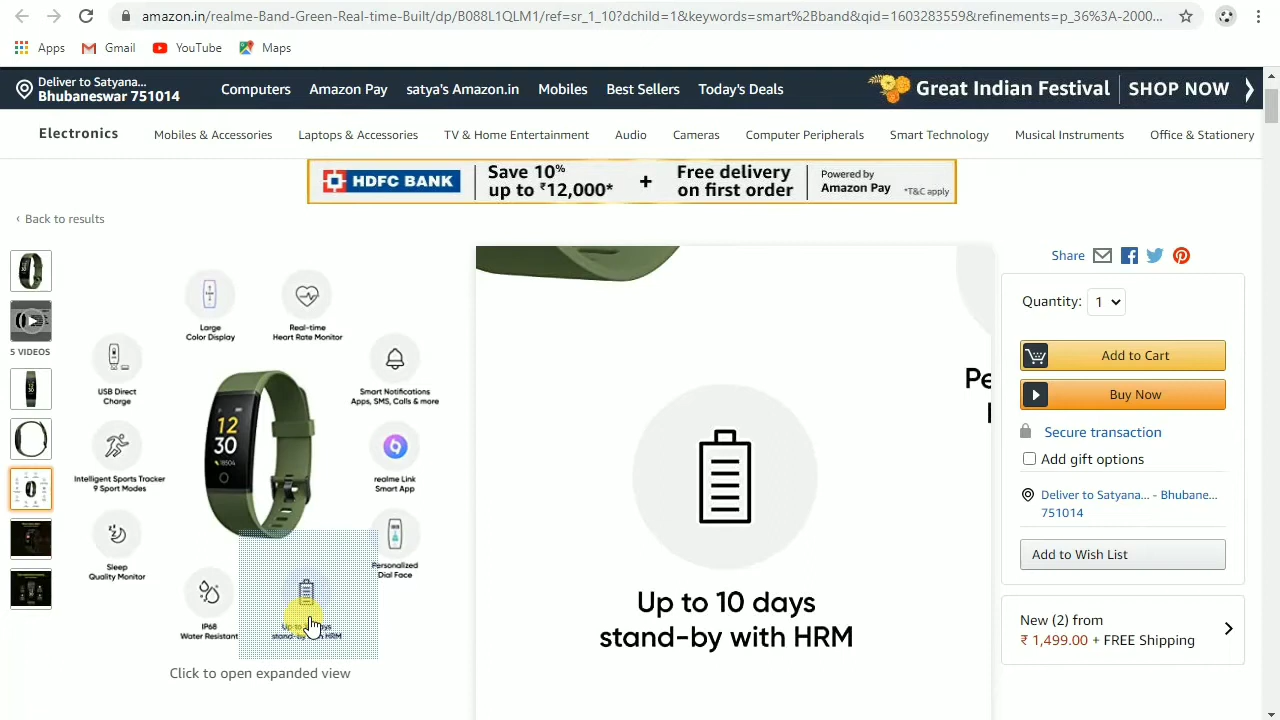 amazon.in/realme-Band-Green-Real-time-Built/dp/B088L1QLM1/ref=sr_1_10?dchild=1&keywords=smart%2Bband&qid=1603283559&refinements=p_36%3A-2000...
Apps Gmail YouTube Maps
Deliver to Satyana...
Bhubaneswar 751014
Computers Amazon Pay satya's Amazon.in Mobiles Best Sellers Today's Deals
Great Indian Festival SHOP NOW
Electronics Mobiles & Accessories Laptops & Accessories TV & Home Entertainment Audio Cameras Computer Peripherals Smart Technology Musical Instruments Office & Stationery
HDFC BANK
Save 10%
up to ₹12,000*
+
Free delivery
on first order
Powered by
Amazon Pay
*T&C apply
‹ Back to results
5 VIDEOS
Large
Color Display
Real-time
Heart Rate Monitor
USB Direct
Charge
Smart Notifications
Apps, SMS, Calls & more
Intelligent Sports Tracker
9 Sport Modes
realme Link
Smart App
Sleep
Quality Monitor
Personalized
Dial Face
IP68
Water Resistant
stand-by with HRM
12
30
Click to open expanded view
Pe
Up to 10 days
stand-by with HRM
Share
Quantity: 1
Add to Cart
Buy Now
Secure transaction
Add gift options
Deliver to Satyana... - Bhubane...
751014
Add to Wish List
New (2) from
₹ 1,499.00 + FREE Shipping